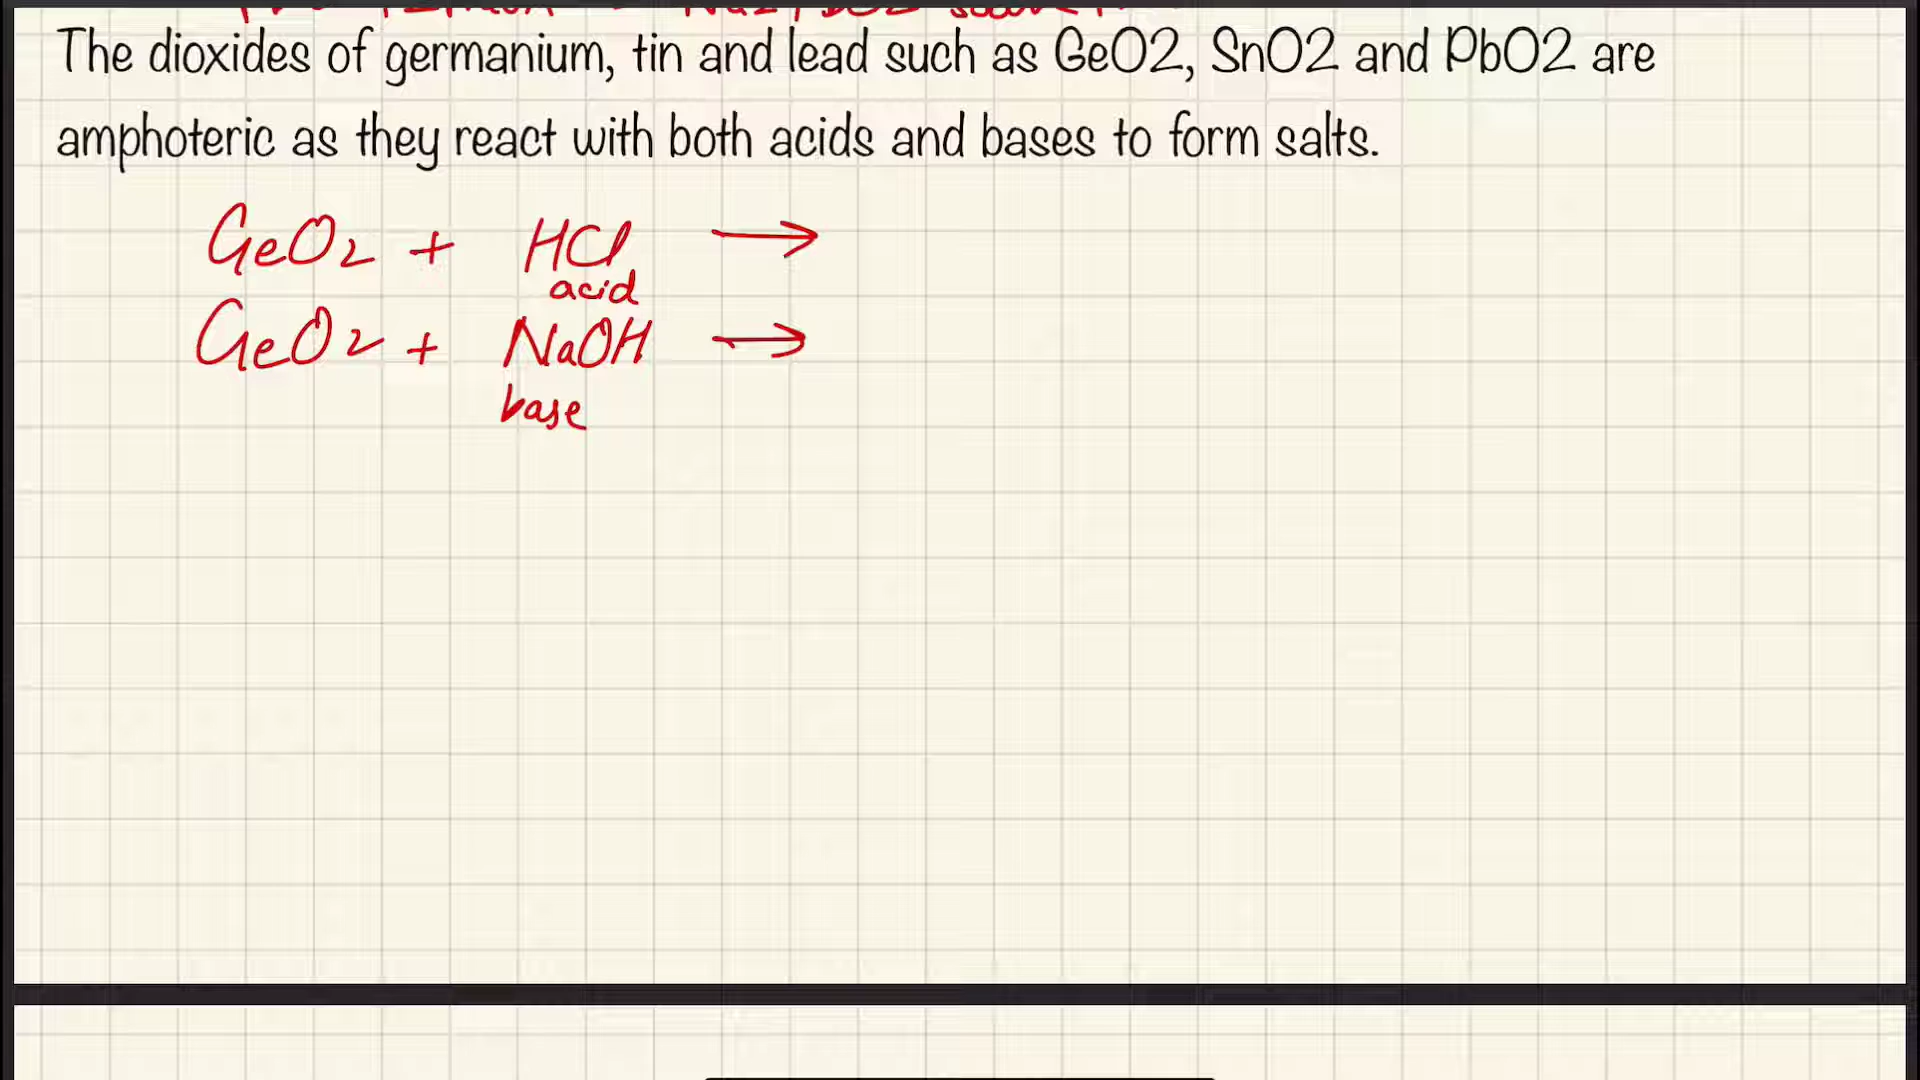 The dioxides of germanium, tin and lead such as GeO2, SnO2 and PbO2 are
amphoteric as they react with both acids and bases to form salts.
GeO2 + HCl →
acid
GeO2 + NaOH →
base